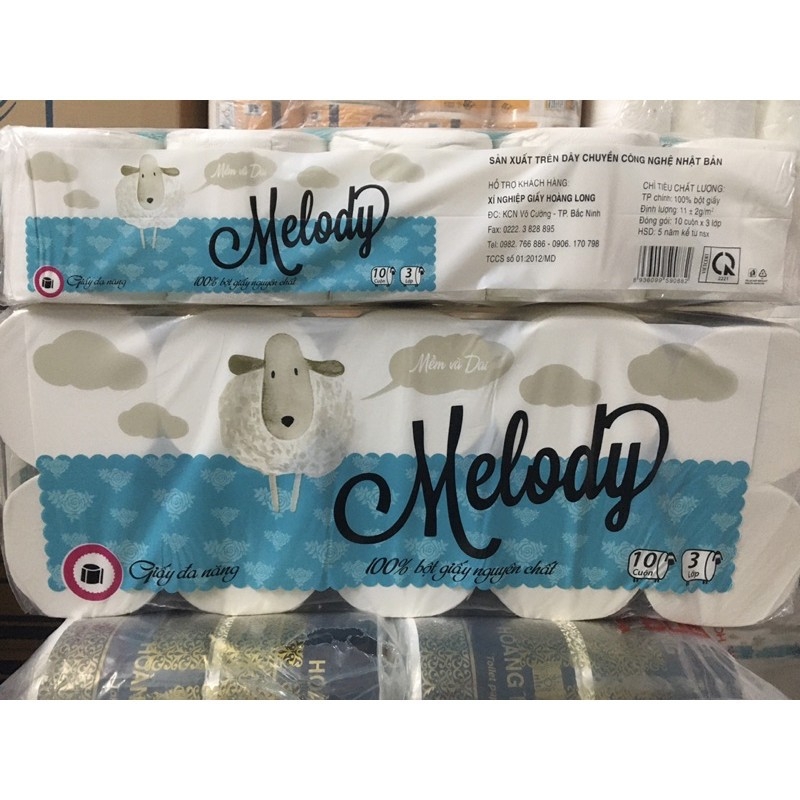 Mềm và Dai
Melody
Giấy đa năng
100% bột giấy nguyên chất
10
Cuộn
3
Lớp
SẢN XUẤT TRÊN DÂY CHUYỀN CÔNG NGHỆ NHẬT BẢN
HỖ TRỢ KHÁCH HÀNG:
XÍ NGHIỆP GIẤY HOÀNG LONG
ĐC: KCN Võ Cường - TP. Bắc Ninh
Fax: 0222. 3 828 895
Tel: 0982. 766 886 - 0906. 170 798
TCCS số 01:2012/MD
CHỈ TIÊU CHẤT LƯỢNG:
TP chính: 100% bột giấy
Định lượng: 11 ± 2g/m²
Đóng gói: 10 cuộn x 3 lớp
HSD: 5 năm kể từ nsx
8 936099 590682
Mềm và Dai
Melody
Giấy đa năng
100% bột giấy nguyên chất
10
Cuộn
3
Lớp
HOANG
HOANG T